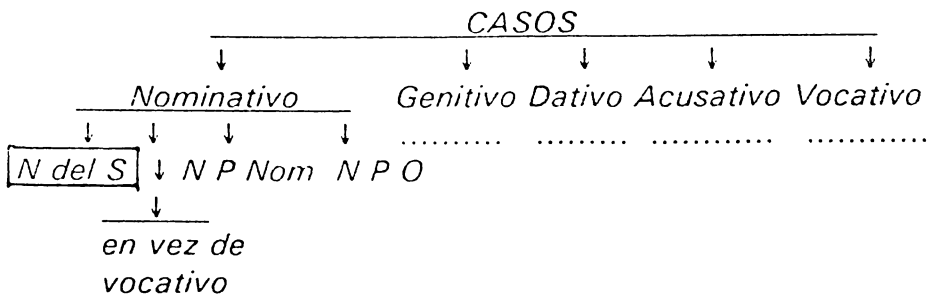 CASOS
Nominativo Genitivo Dativo Acusativo Vocativo
.......... ......... ............ ............
N del S N P Nom N P O
en vez de
vocativo